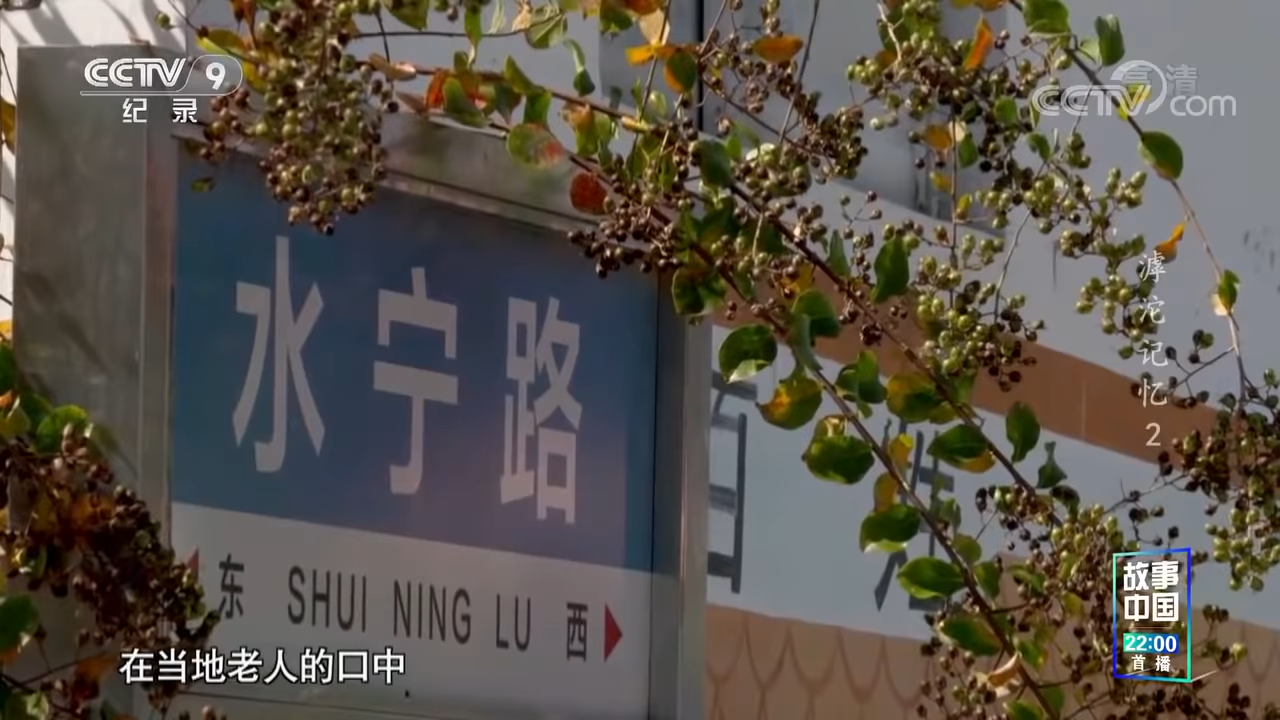 CCTV 9
纪录
高清
CCTV.com
滹沱记忆2
水宁路
东 SHUI NING LU 西
故事
中国
22:00
首播
在当地老人的口中